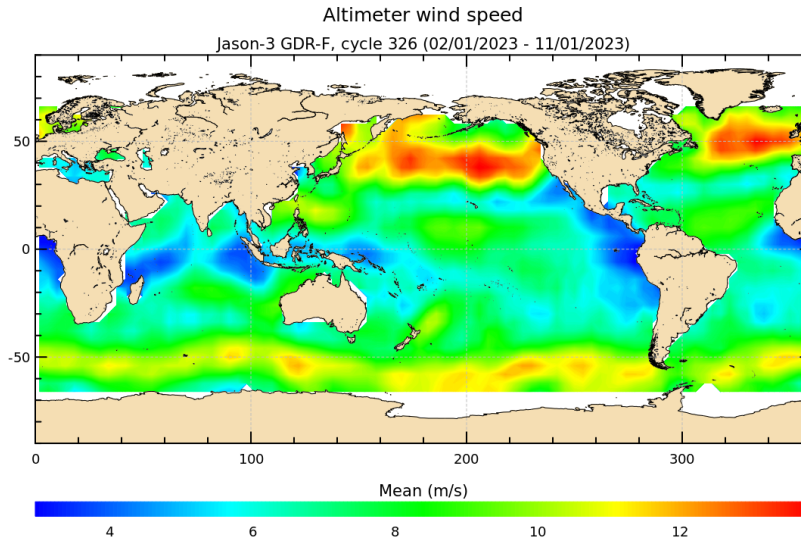 Altimeter wind speed
Jason-3 GDR-F, cycle 326 (02/01/2023 - 11/01/2023)
50
0
-50
0 100 200 300
Mean (m/s)
4 6 8 10 12